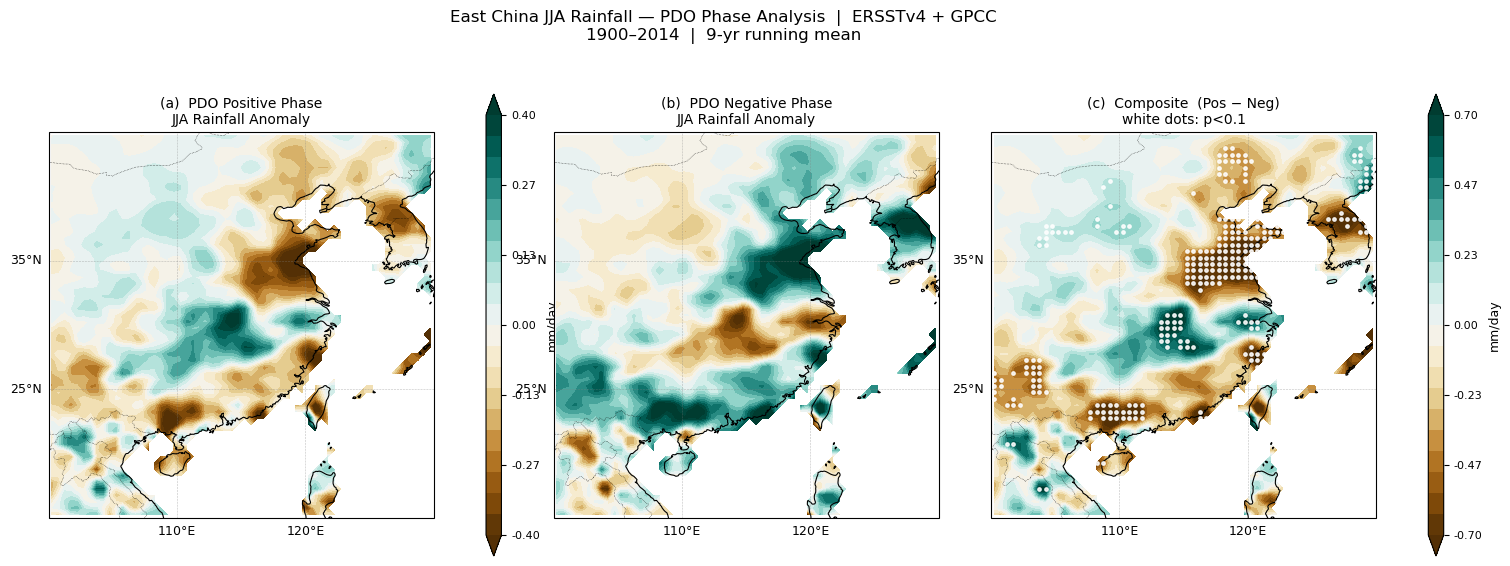 East China JJA Rainfall — PDO Phase Analysis | ERSSTv4 + GPCC
1900–2014 | 9-yr running mean
(a) PDO Positive Phase
JJA Rainfall Anomaly
35°N
25°N
110°E
120°E
0.40
0.27
0.13
0.00
-0.13
-0.27
-0.40
mm/day
(b) PDO Negative Phase
JJA Rainfall Anomaly
35°N
25°N
110°E
120°E
(c) Composite (Pos − Neg)
white dots: p<0.1
35°N
25°N
110°E
120°E
0.70
0.47
0.23
0.00
-0.23
-0.47
-0.70
mm/day